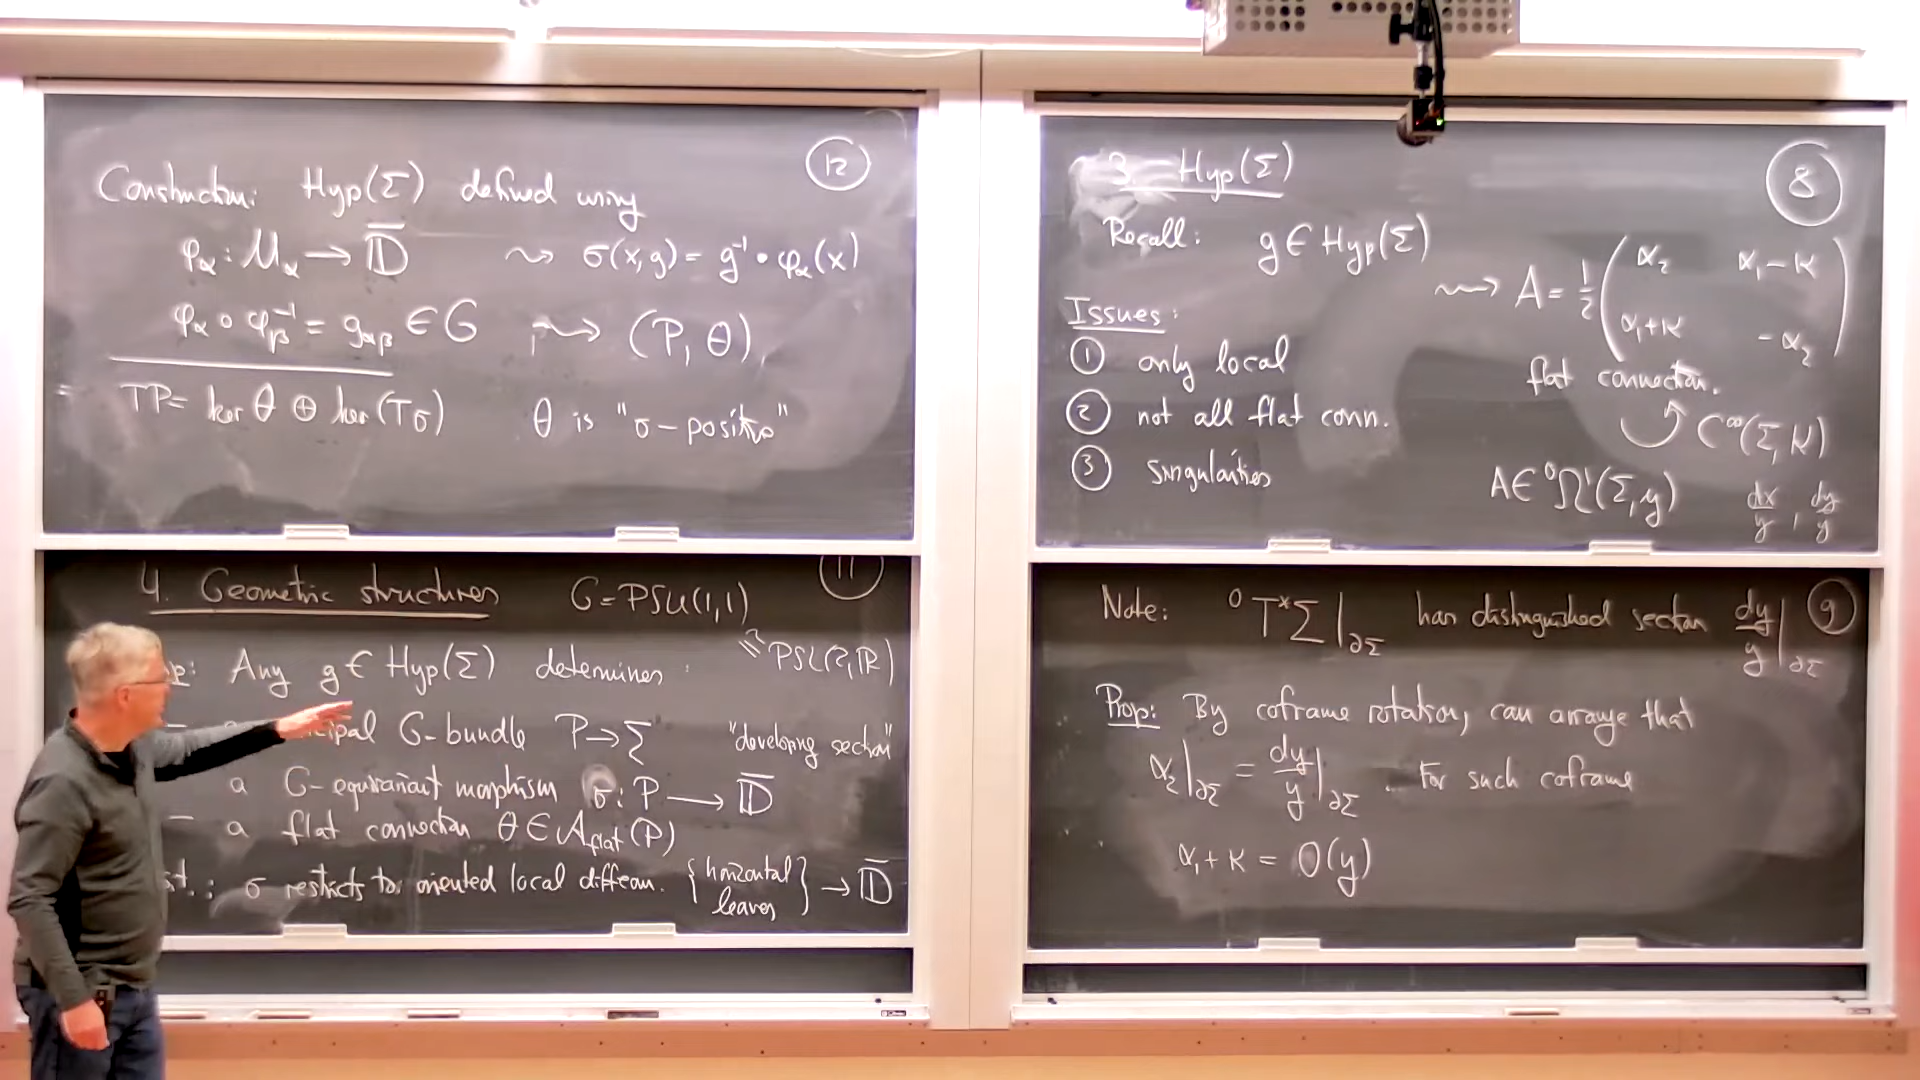 Construction: Hyp(Σ) defined using
φ_α : U_α → 𝔻̅ ⇝ σ(x,g) = g⁻¹ • φ_α(x)
φ_α ∘ φ_β⁻¹ = g_αβ ∈ G ⇝ (P, θ),
TP = ker θ ⊕ ker(Tσ) θ is "σ-positive"
12
4. Geometric structures G = PSU(1,1)
11
≅ PSL(2,ℝ)
p: Any g ∈ Hyp(Σ) determines:
G-bundle P → Σ "developing section"
a G-equivariant morphism σ: P → 𝔻̅
– a flat connection θ ∈ 𝒜_flat(P)
st.: σ restricts to oriented local diffeom. {horizontal leaves} → 𝔻̅
3. Hyp(Σ)
8
Recall: g ∈ Hyp(Σ)
⇝ A = ½ ( α₂ α₁ – κ
α₁ + κ – α₂ )
flat connection.
Issues:
① only local
② not all flat conn.
③ singularities
C^∞(Σ, K)
A ∈ ⁰Ω¹(Σ, 𝔤) dx/y , dy/y
Note: ⁰T*Σ|_∂Σ has distinguished section dy/y|_∂Σ
9
Prop: By coframe rotation, can arrange that
α₂|_∂Σ = dy/y|_∂Σ . For such coframe
α₁ + κ = O(y)